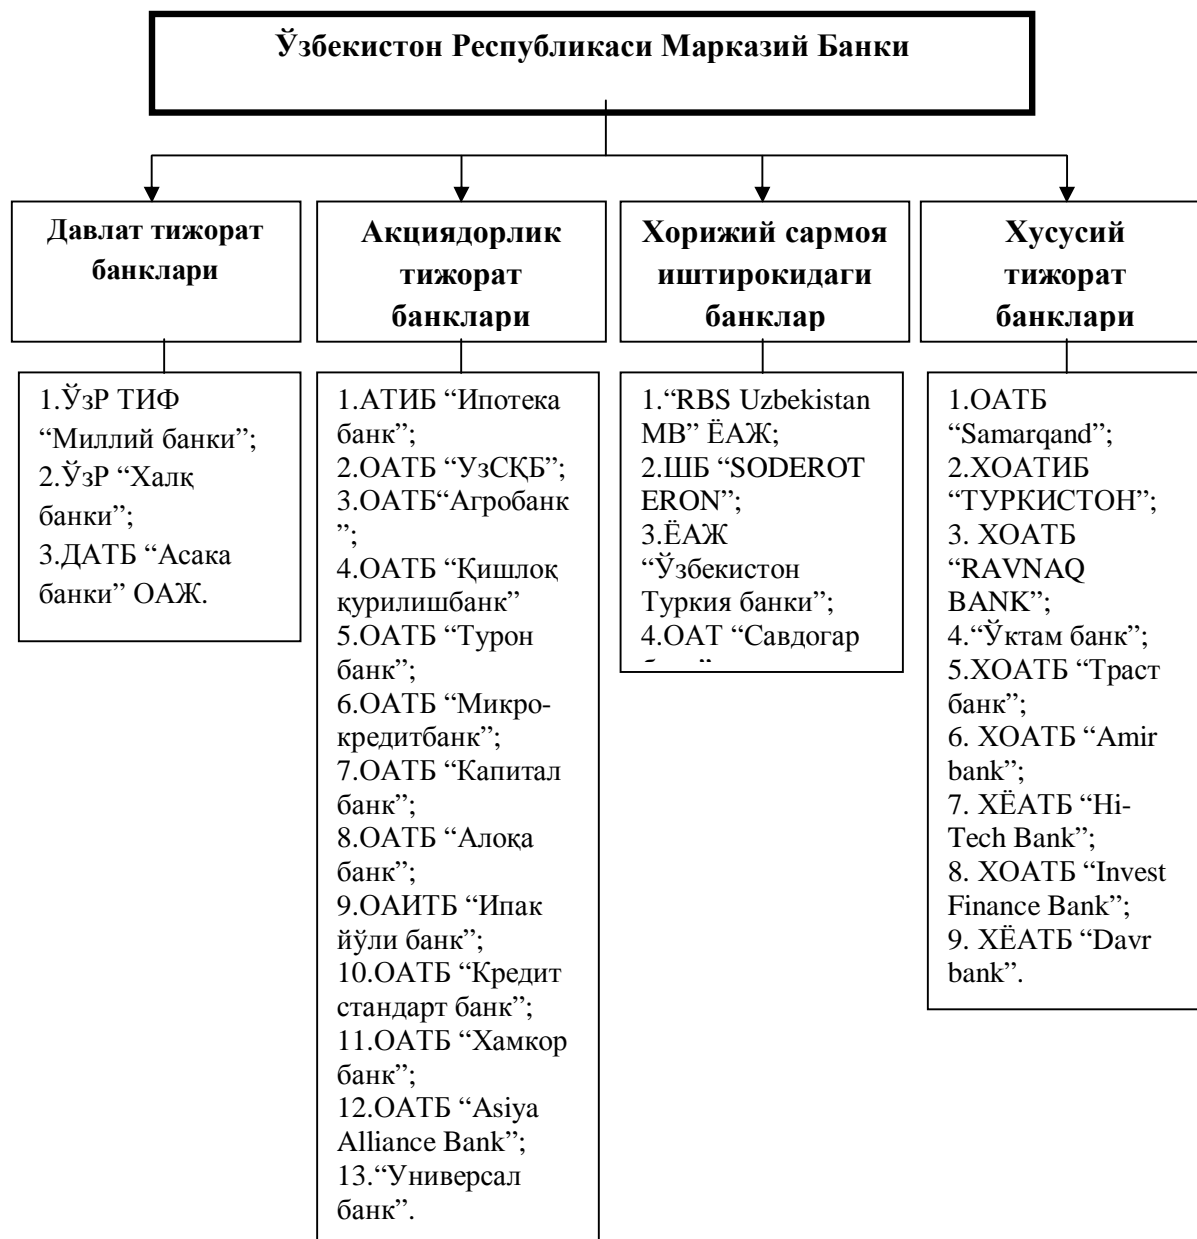 Ўзбекистон Республикаси Марказий Банки
Давлат тижорат
банклари
Акциядорлик
тижорат
банклари
Хорижий сармоя
иштирокидаги
банклар
Хусусий
тижорат
банклари
1.ЎзР ТИФ
“Миллий банки”;
2.ЎзР “Халқ
банки”;
3.ДАТБ “Асака
банки” ОАЖ.
1.АТИБ “Ипотека
банк”;
2.ОАТБ “УзСҚБ”;
3.ОАТБ“Агробанк
”;
4.ОАТБ “Қишлоқ
қурилишбанк”
5.ОАТБ “Турон
банк”;
6.ОАТБ “Микро-
кредитбанк”;
7.ОАТБ “Капитал
банк”;
8.ОАТБ “Алоқа
банк”;
9.ОАИТБ “Ипак
йўли банк”;
10.ОАТБ “Кредит
стандарт банк”;
11.ОАТБ “Хамкор
банк”;
12.ОАТБ “Asiya
Alliance Bank”;
13.“Универсал
банк”.
1.“RBS Uzbekistan
МВ” ЁАЖ;
2.ШБ “SODEROT
ERON”;
3.ЁАЖ
“Ўзбекистон
Туркия банки”;
4.ОАТ “Савдогар
1.ОАТБ
“Samarqand”;
2.ХОАТИБ
“ТУРКИСТОН”;
3. ХОАТБ
“RAVNAQ
BANK”;
4.“Ўктам банк”;
5.ХОАТБ “Траст
банк”;
6. ХОАТБ “Amir
bank”;
7. ХЁАТБ “Hi-
Tech Bank”;
8. ХОАТБ “Invest
Finance Bank”;
9. ХЁАТБ “Davr
bank”.